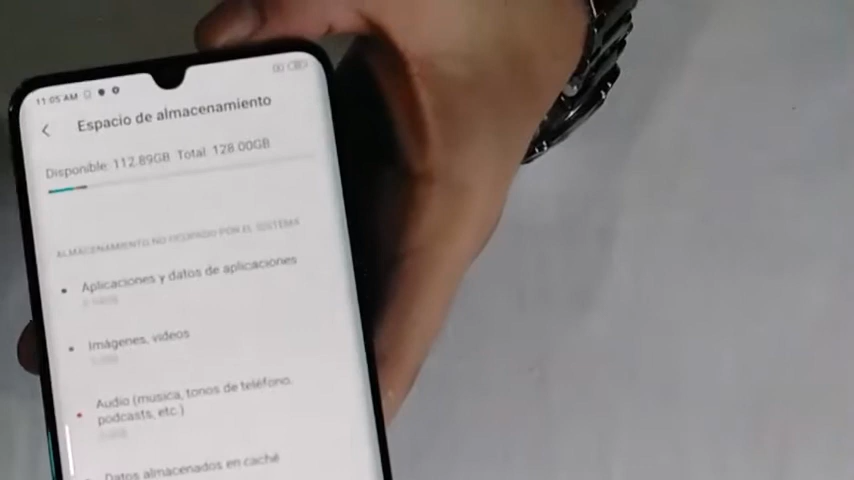 11:05 AM
Espacio de almacenamiento
Disponible: 112.89GB Total: 128.00GB
ALMACENAMIENTO NO OCUPADO POR EL SISTEMA
Aplicaciones y datos de aplicaciones
Imágenes, videos
Audio (musica, tonos de teléfono,
podcasts, etc.)
Datos almacenados en caché